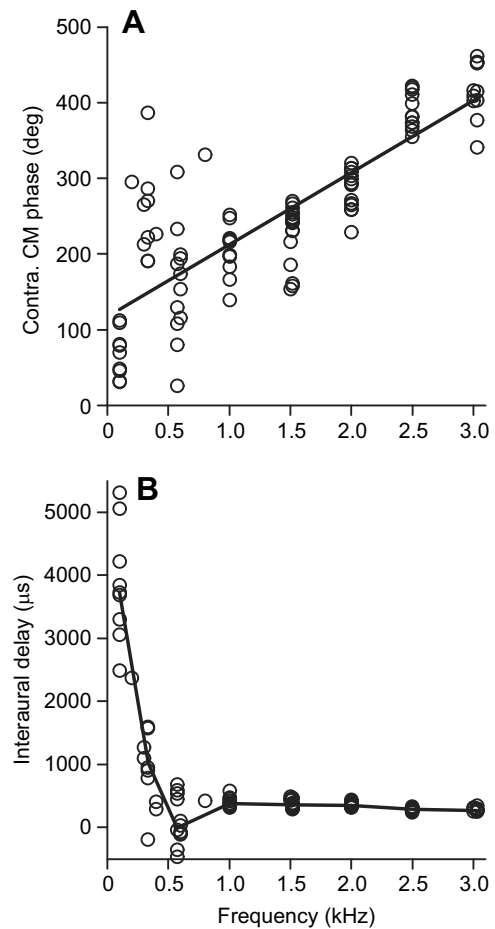 A
500
400
300
200
100
0
Contra. CM phase (deg)
0 0.5 1.0 1.5 2.0 2.5 3.0
B
5000
4000
3000
2000
1000
0
Interaural delay (μs)
0 0.5 1.0 1.5 2.0 2.5 3.0
Frequency (kHz)